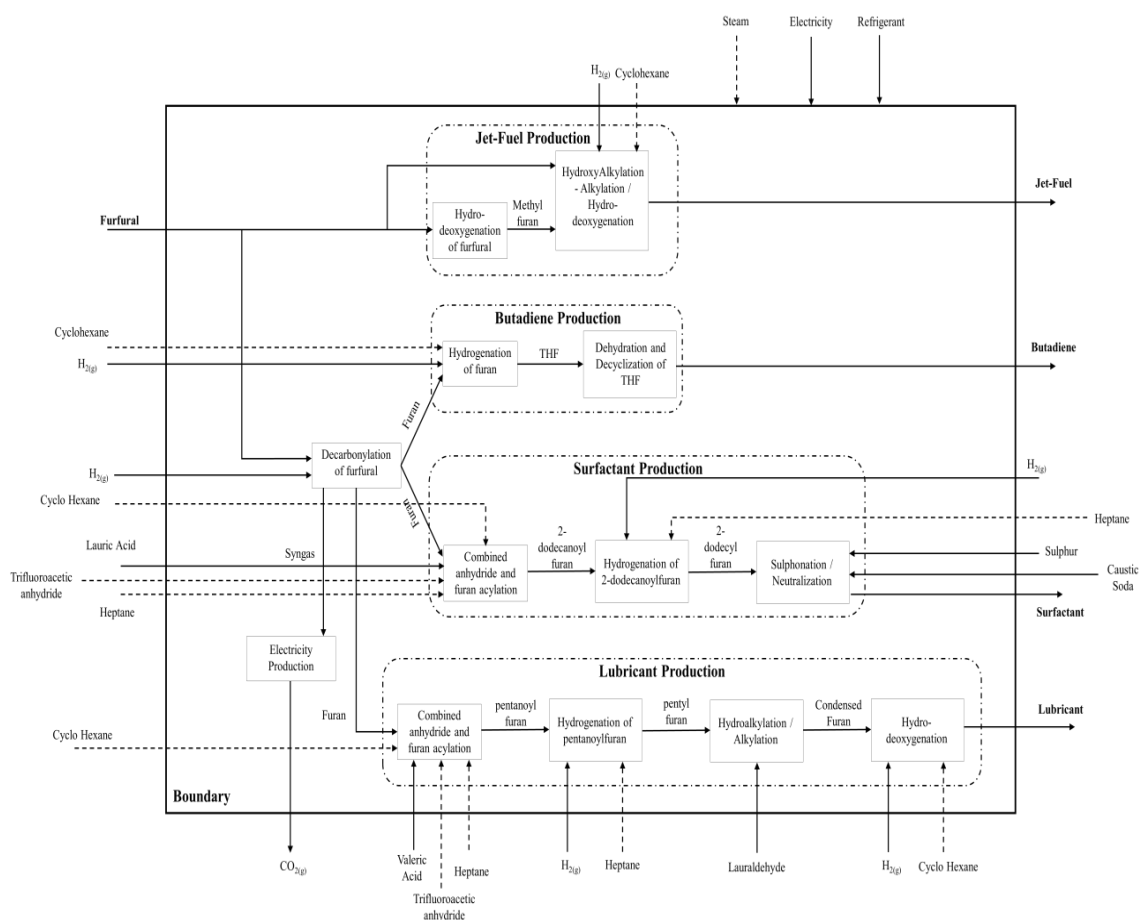 Steam
Electricity
Refrigerant
H2(g)
Cyclohexane
Jet-Fuel Production
HydroxyAlkylation
- Alkylation /
Hydro-
deoxygenation
Jet-Fuel
Furfural
Hydro-
deoxygenation
of furfural
Methyl
furan
Butadiene Production
Cyclohexane
H2(g)
Hydrogenation
of furan
THF
Dehydration and
Decyclization of
THF
Butadiene
Furan
Decarbonylation
of furfural
H2(g)
Furan
Surfactant Production
H2(g)
Cyclo Hexane
Heptane
Lauric Acid
Syngas
Trifluoroacetic
anhydride
Heptane
Combined
anhydride and
furan acylation
2-
dodecanoyl
furan
Hydrogenation of
2-dodecanoylfuran
2-
dodecyl
furan
Sulphonation /
Neutralization
Sulphur
Caustic
Soda
Surfactant
Electricity
Production
Lubricant Production
Furan
Cyclo Hexane
Combined
anhydride and
furan acylation
pentanoyl
furan
Hydrogenation of
pentanoylfuran
pentyl
furan
Hydroalkylation /
Alkylation
Condensed
Furan
Hydro-
deoxygenation
Lubricant
Boundary
CO2(g)
Valeric
Acid
Trifluoroacetic
anhydride
Heptane
H2(g)
Heptane
Lauraldehyde
H2(g)
Cyclo Hexane